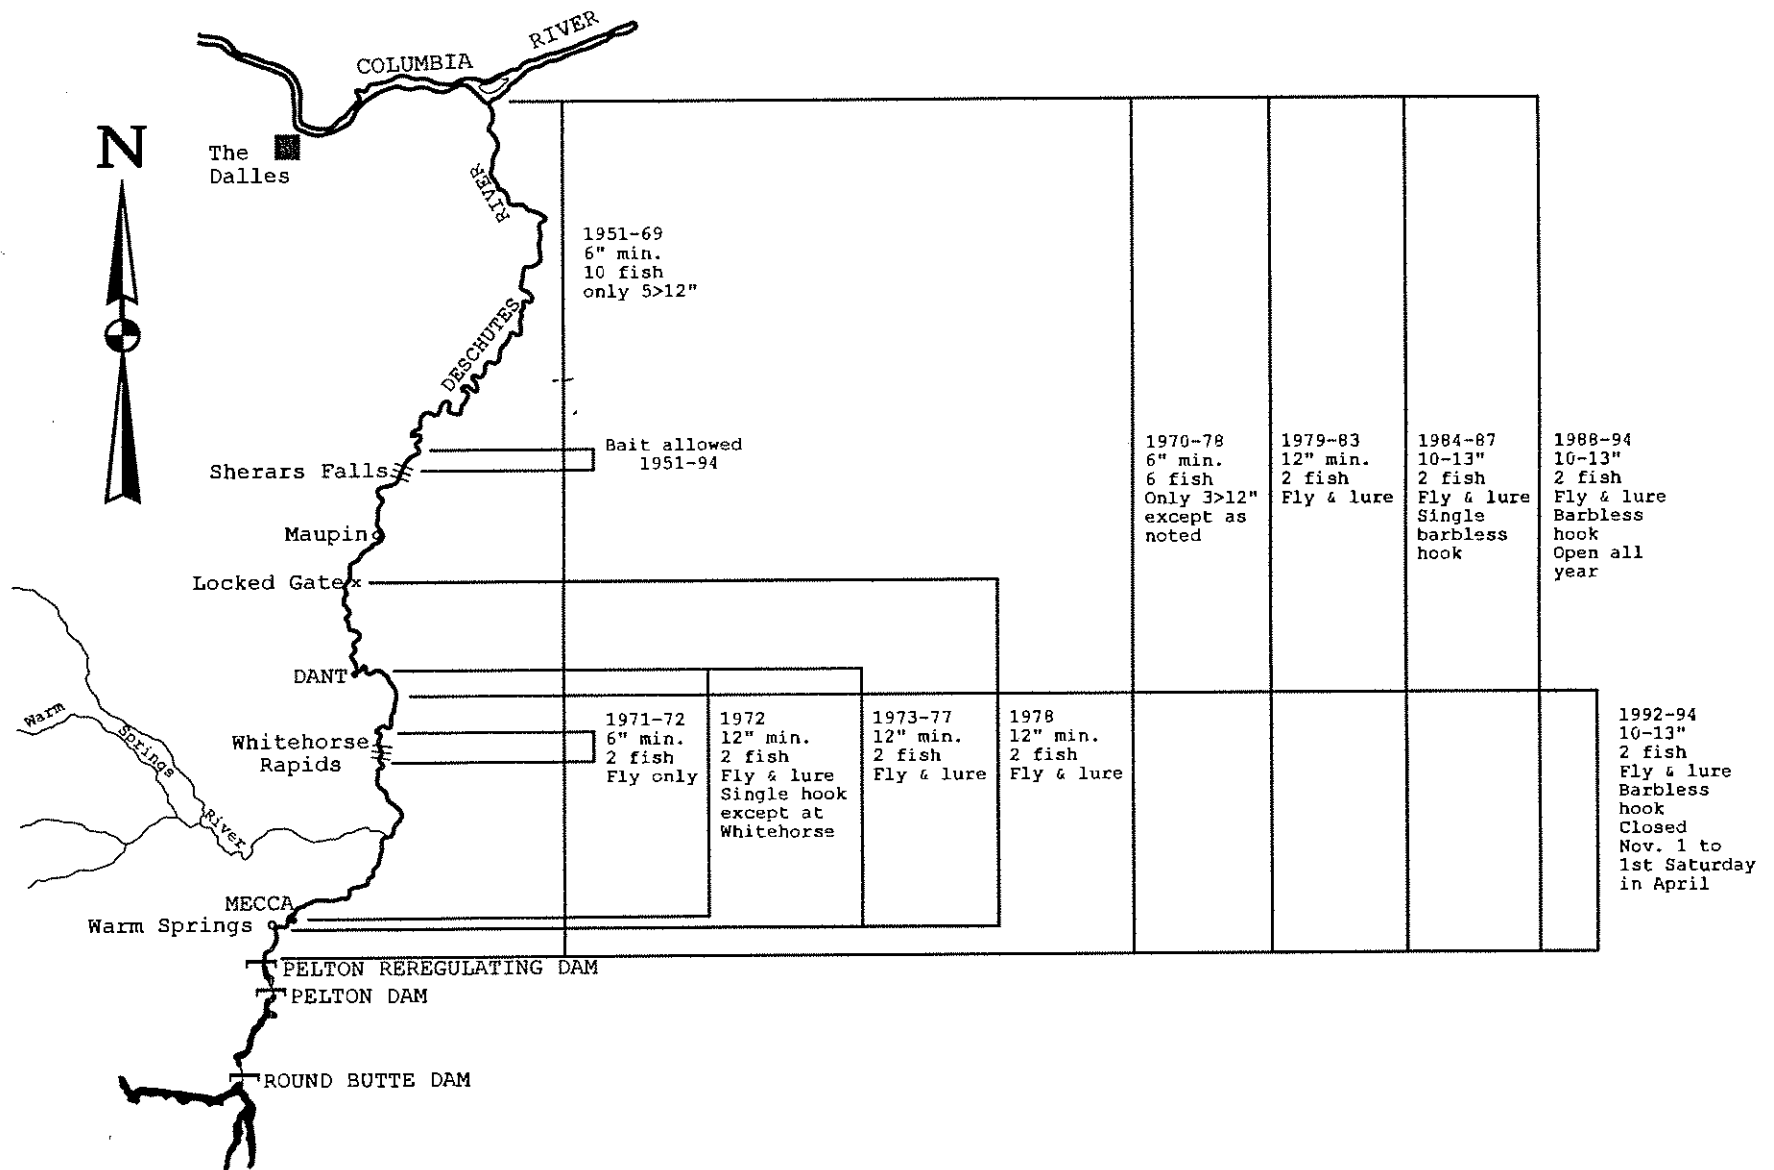 COLUMBIA
RIVER
N
The
Dalles
RIVER
DESCHUTES
1951-69
6" min.
10 fish
only 5>12"
Sherars Falls
Bait allowed
1951-94
Maupin
Locked Gate x
DANT
1970-78
6" min.
6 fish
Only 3>12"
except as
noted
1979-83
12" min.
2 fish
Fly & lure
1984-87
10-13"
2 fish
Fly & lure
Single
barbless
hook
1988-94
10-13"
2 fish
Fly & lure
Barbless
hook
Open all
year
Warm
Springs
River
Whitehorse
Rapids
1971-72
6" min.
2 fish
Fly only
1972
12" min.
2 fish
Fly & lure
Single hook
except at
Whitehorse
1973-77
12" min.
2 fish
Fly & lure
1978
12" min.
2 fish
Fly & lure
1992-94
10-13"
2 fish
Fly & lure
Barbless
hook
Closed
Nov. 1 to
1st Saturday
in April
MECCA
Warm Springs
PELTON REREGULATING DAM
PELTON DAM
ROUND BUTTE DAM